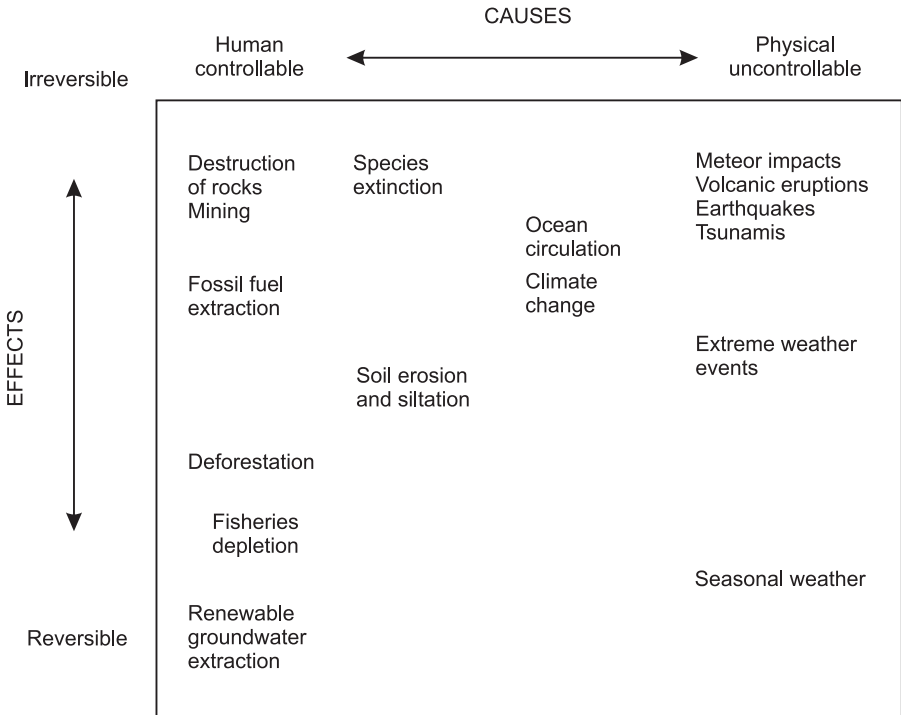 CAUSES
Human
controllable
Physical
uncontrollable
Irreversible
EFFECTS
Reversible
Destruction
of rocks
Mining
Species
extinction
Meteor impacts
Volcanic eruptions
Earthquakes
Tsunamis
Ocean
circulation
Fossil fuel
extraction
Climate
change
Extreme weather
events
Soil erosion
and siltation
Deforestation
Fisheries
depletion
Seasonal weather
Renewable
groundwater
extraction